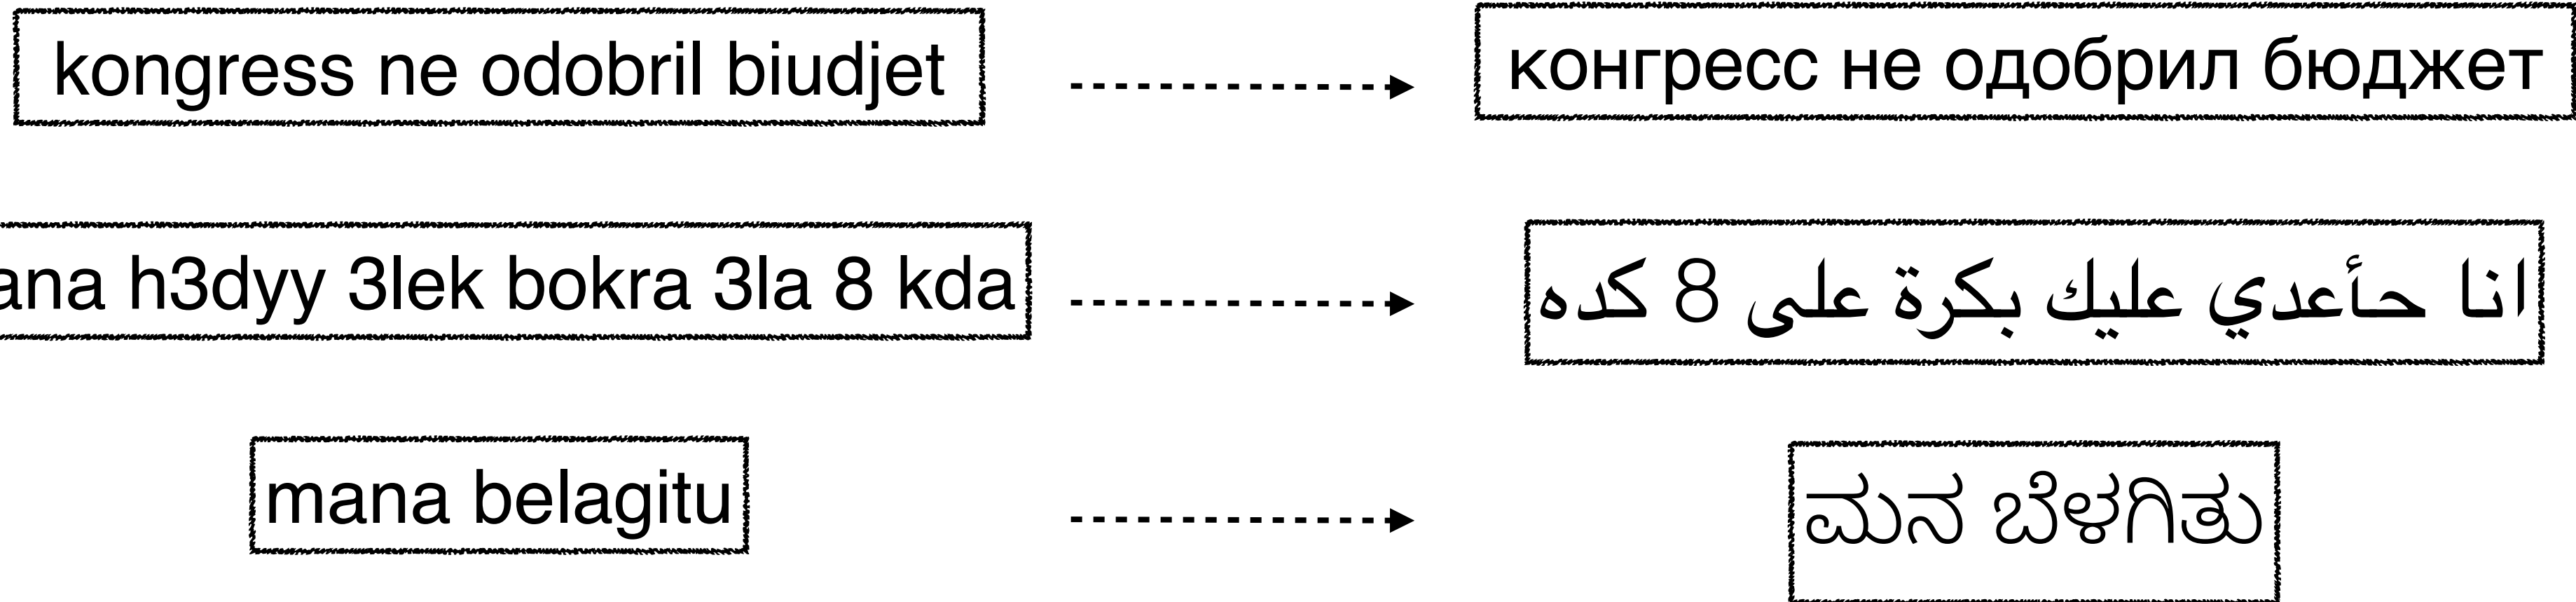 kongress ne odobril biudjet
конгресс не одобрил бюджет
ana h3dyy 3lek bokra 3la 8 kda
انا حأعدي عليك بكرة على 8 كده
mana belagitu
ಮನ ಬೆಳಗಿತು